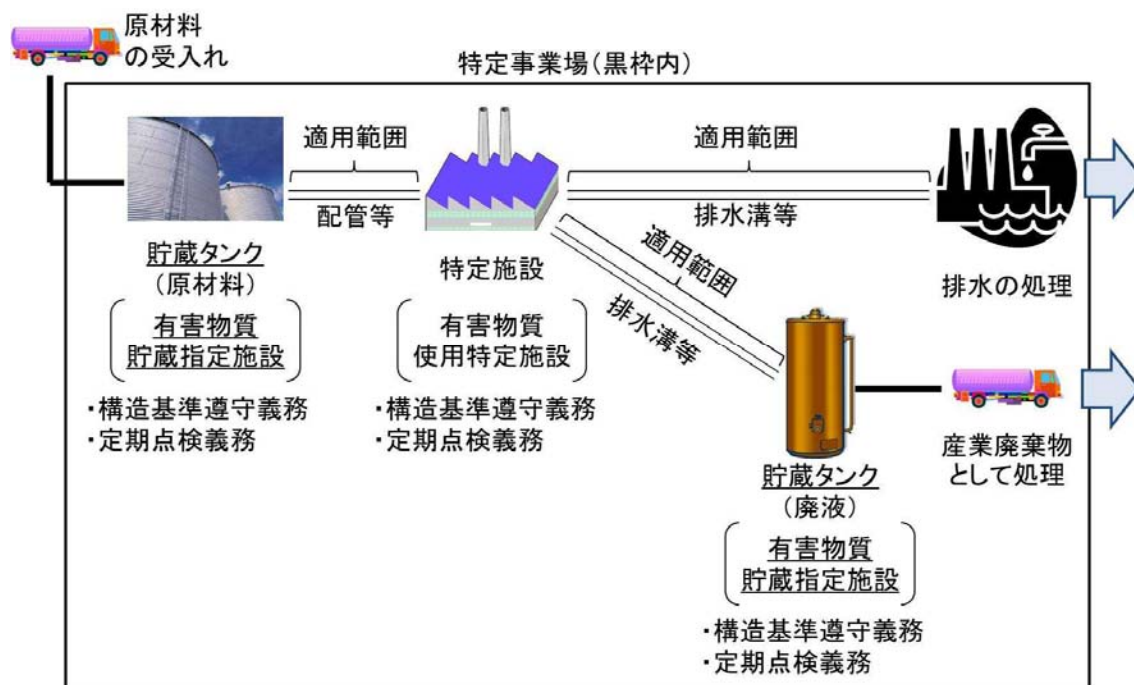 原材料
の受入れ
特定事業場（黒枠内）
適用範囲
適用範囲
配管等
排水溝等
適用範囲
排水溝等
貯蔵タンク
（原材料）
有害物質
貯蔵指定施設
・構造基準遵守義務
・定期点検義務
特定施設
有害物質
使用特定施設
・構造基準遵守義務
・定期点検義務
排水の処理
貯蔵タンク
（廃液）
有害物質
貯蔵指定施設
・構造基準遵守義務
・定期点検義務
産業廃棄物
として処理